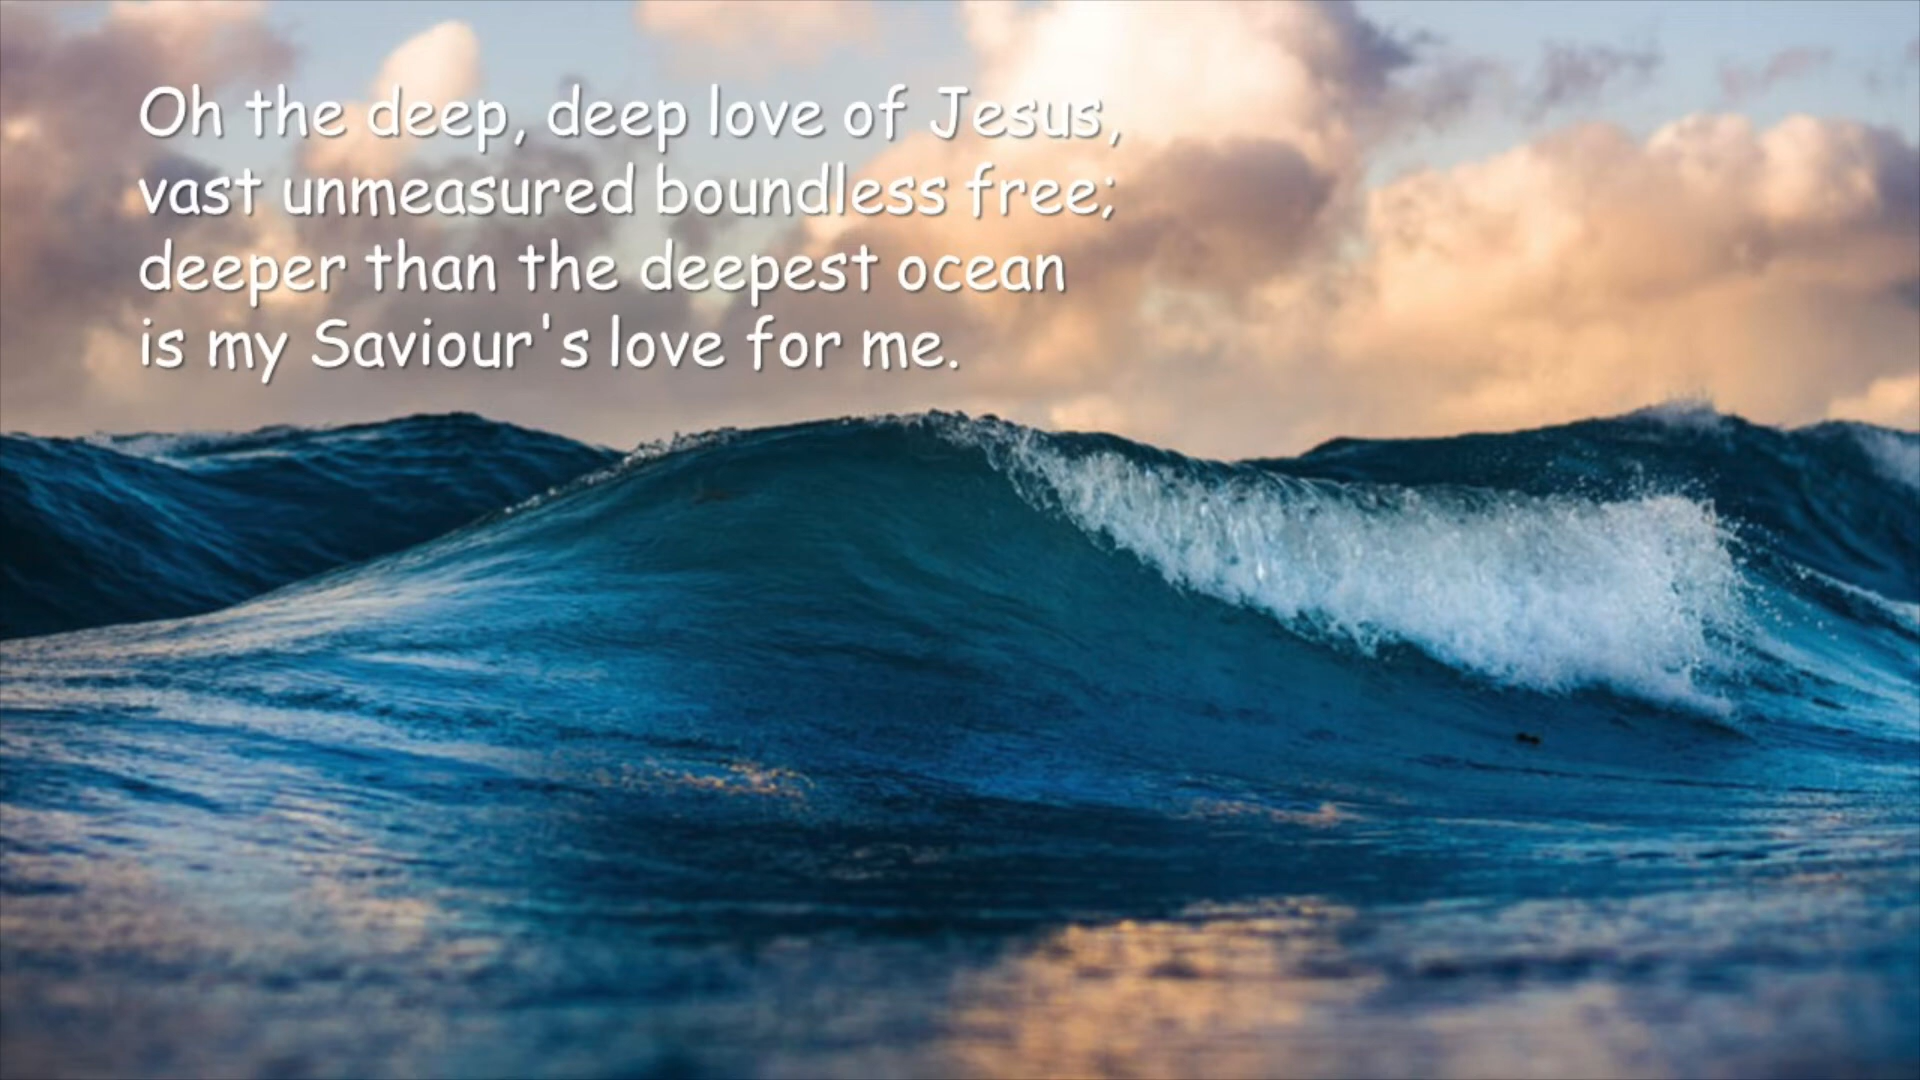 Oh the deep, deep love of Jesus,
vast unmeasured boundless free;
deeper than the deepest ocean
is my Saviour's love for me.